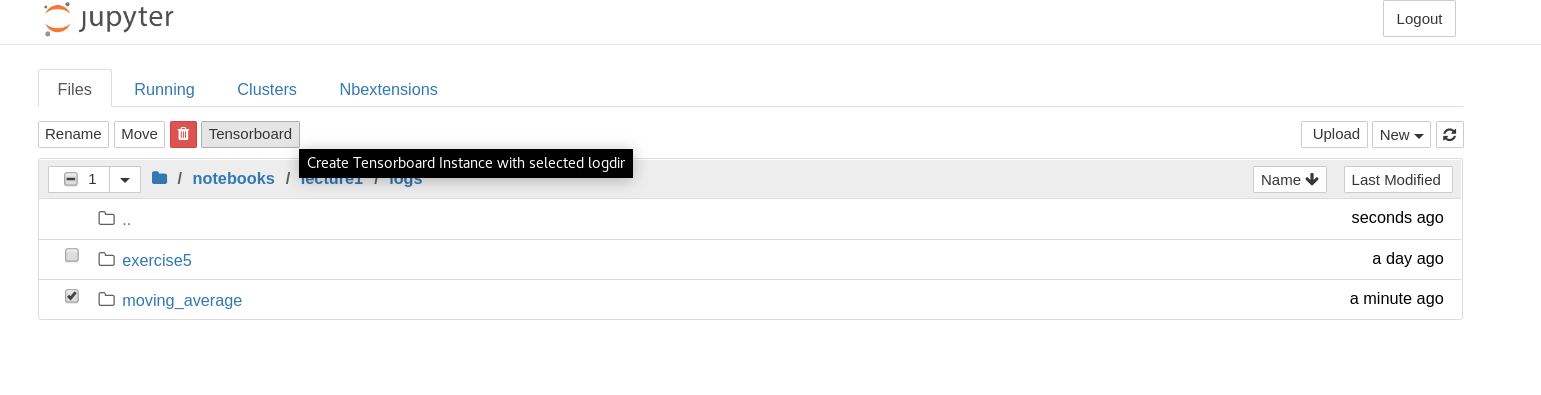 jupyter
Logout
Files Running Clusters Nbextensions
Rename Move Tensorboard Upload New
Create Tensorboard Instance with selected logdir
1 / notebooks / lecture1 / logs Name Last Modified
.. seconds ago
exercise5 a day ago
moving_average a minute ago